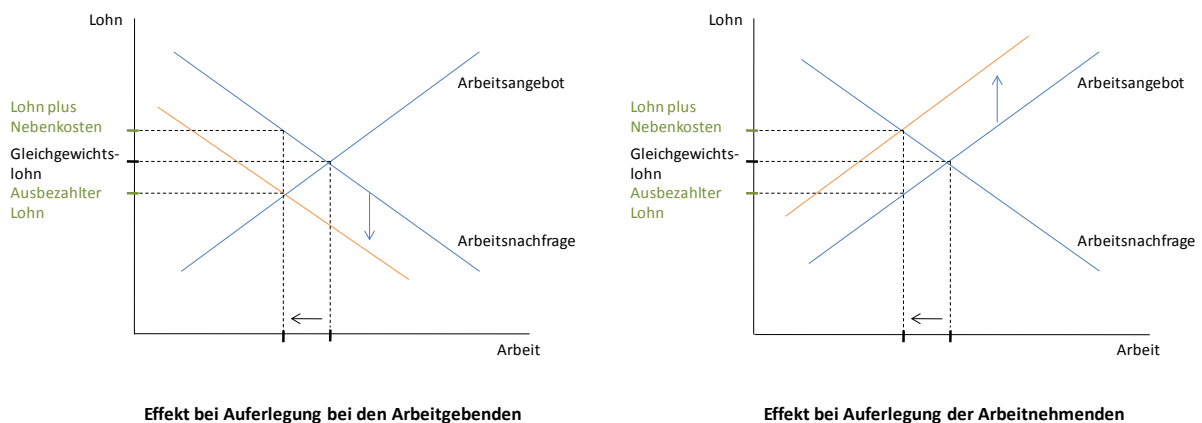 Lohn
Arbeitsangebot
Lohn plus
Nebenkosten
Gleichgewichts-
lohn
Ausbezahlter
Lohn
Arbeitsnachfrage
Arbeit
Effekt bei Auferlegung bei den Arbeitgebenden
Lohn
Arbeitsangebot
Lohn plus
Nebenkosten
Gleichgewichts-
lohn
Ausbezahlter
Lohn
Arbeitsnachfrage
Arbeit
Effekt bei Auferlegung der Arbeitnehmenden